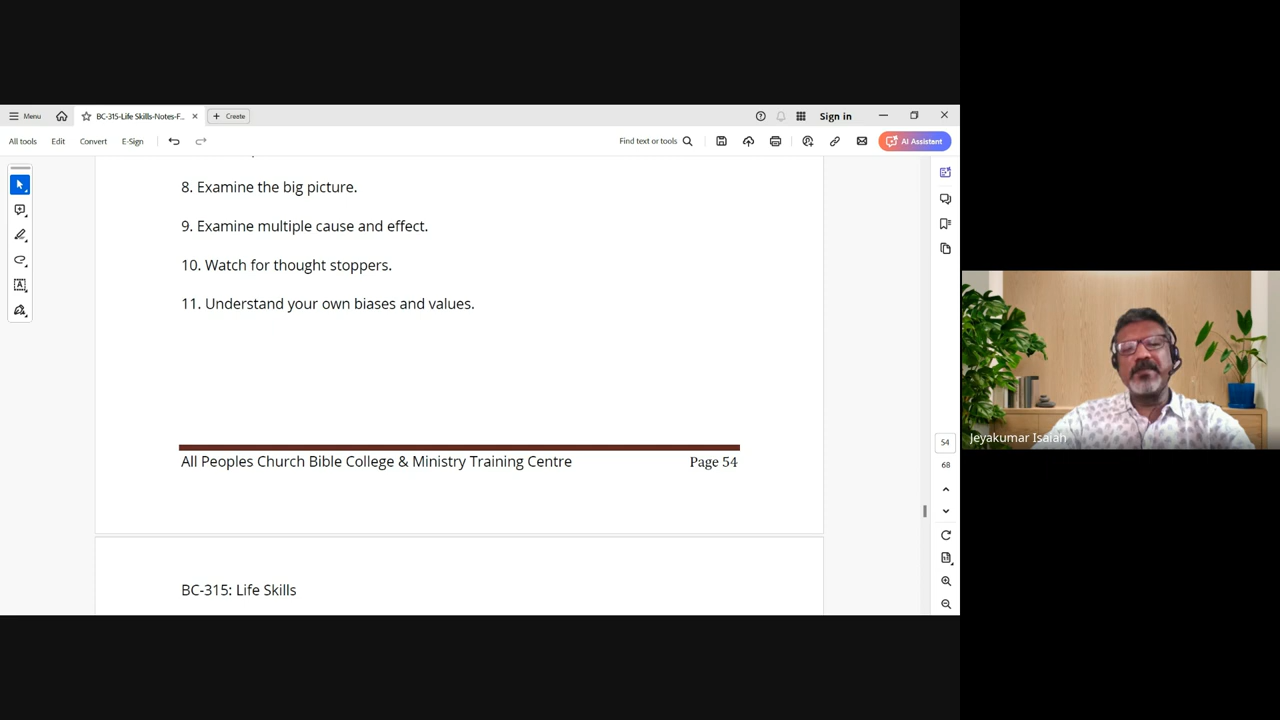 Menu
BC-315-Life Skills-Notes-F...
Create
Sign in
All tools
Edit
Convert
E-Sign
Find text or tools
AI Assistant
8. Examine the big picture.
9. Examine multiple cause and effect.
10. Watch for thought stoppers.
11. Understand your own biases and values.
All Peoples Church Bible College & Ministry Training Centre Page 54
BC-315: Life Skills
54
68
Jeyakumar Isaiah